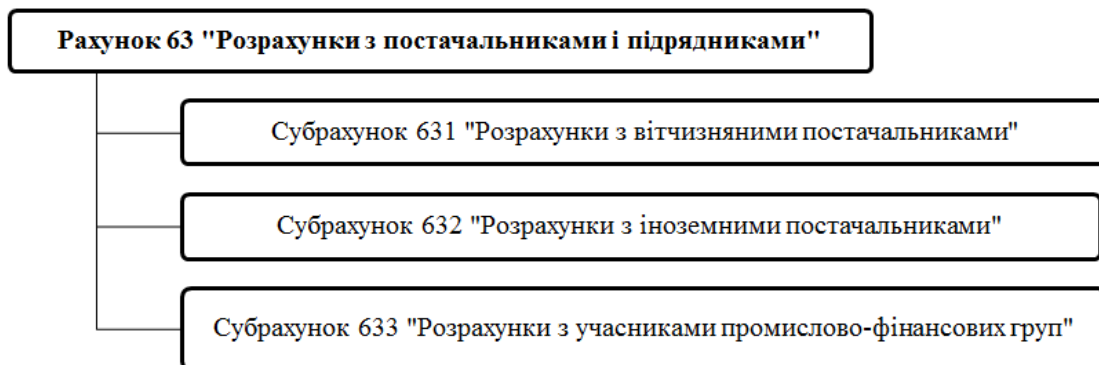 Рахунок 63 "Розрахунки з постачальниками і підрядниками"
Субрахунок 631 "Розрахунки з вітчизняними постачальниками"
Субрахунок 632 "Розрахунки з іноземними постачальниками"
Субрахунок 633 "Розрахунки з учасниками промислово-фінансових груп"